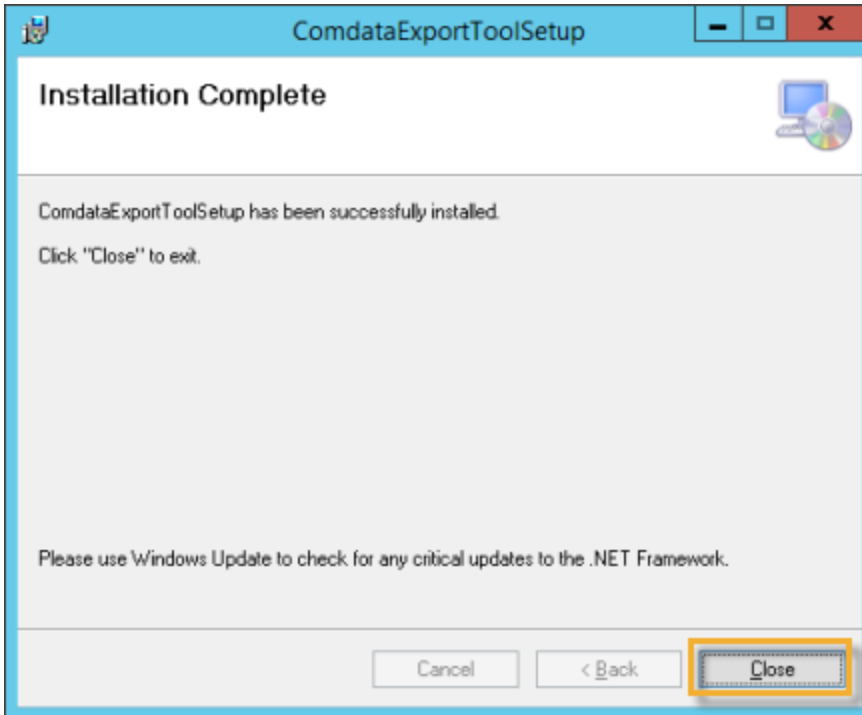 ComdataExportToolSetup
Installation Complete
ComdataExportToolSetup has been successfully installed.
Click "Close" to exit.
Please use Windows Update to check for any critical updates to the .NET Framework.
Cancel
< Back
Close